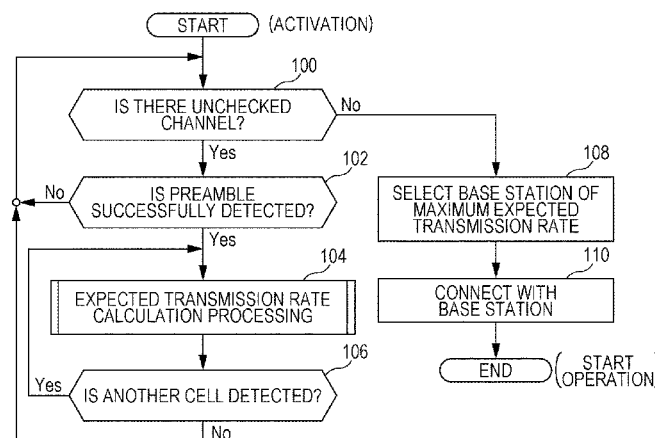 START (ACTIVATION)
100
IS THERE UNCHECKED
CHANNEL?
No
Yes
102
IS PREAMBLE
SUCCESSFULLY DETECTED?
No
Yes
104
EXPECTED TRANSMISSION RATE
CALCULATION PROCESSING
106
IS ANOTHER CELL DETECTED?
Yes
No
108
SELECT BASE STATION OF
MAXIMUM EXPECTED
TRANSMISSION RATE
110
CONNECT WITH
BASE STATION
END (START
OPERATION)